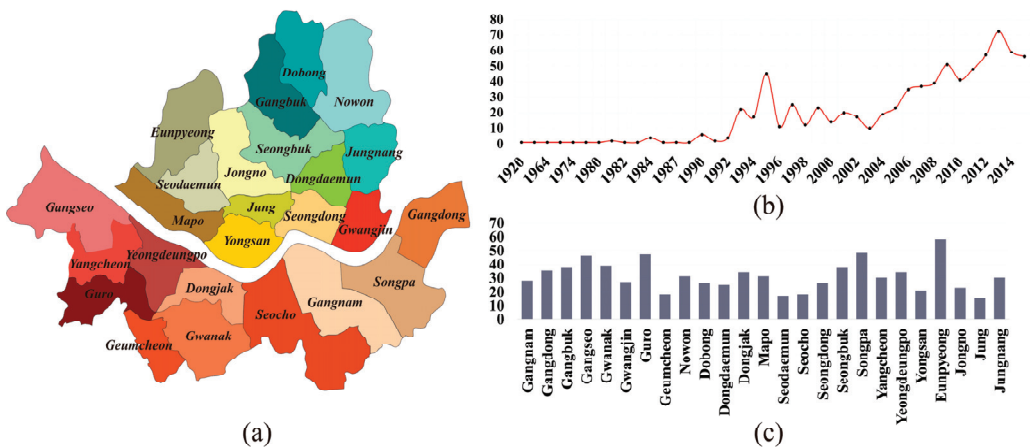 Dobong
Gangbuk
Nowon
Eunpyeong
Seongbuk
Jungnang
Seodaemun
Jongno
Dongdaemun
Gangseo
Mapo
Jung
Seongdong
Gwangjin
Gangdong
Yongsan
Yangcheon
Yeongdeungpo
Guro
Dongjak
Songpa
Gangnam
Seocho
Gwanak
Geumcheon
(a)
80
70
60
50
40
30
20
10
0
1920
1964
1974
1980
1982
1984
1987
1990
1992
1994
1996
1998
2000
2002
2004
2006
2008
2010
2012
2014
(b)
70
60
50
40
30
20
10
0
Gangnam
Gangdong
Gangbuk
Gangseo
Gwanak
Gwangjin
Guro
Geumcheon
Nowon
Dobong
Dongdaemun
Dongjak
Mapo
Seodaemun
Seocho
Seongdong
Seongbuk
Songpa
Yangcheon
Yeongdeungpo
Yongsan
Eunpyeong
Jongno
Jung
Jungnang
(c)